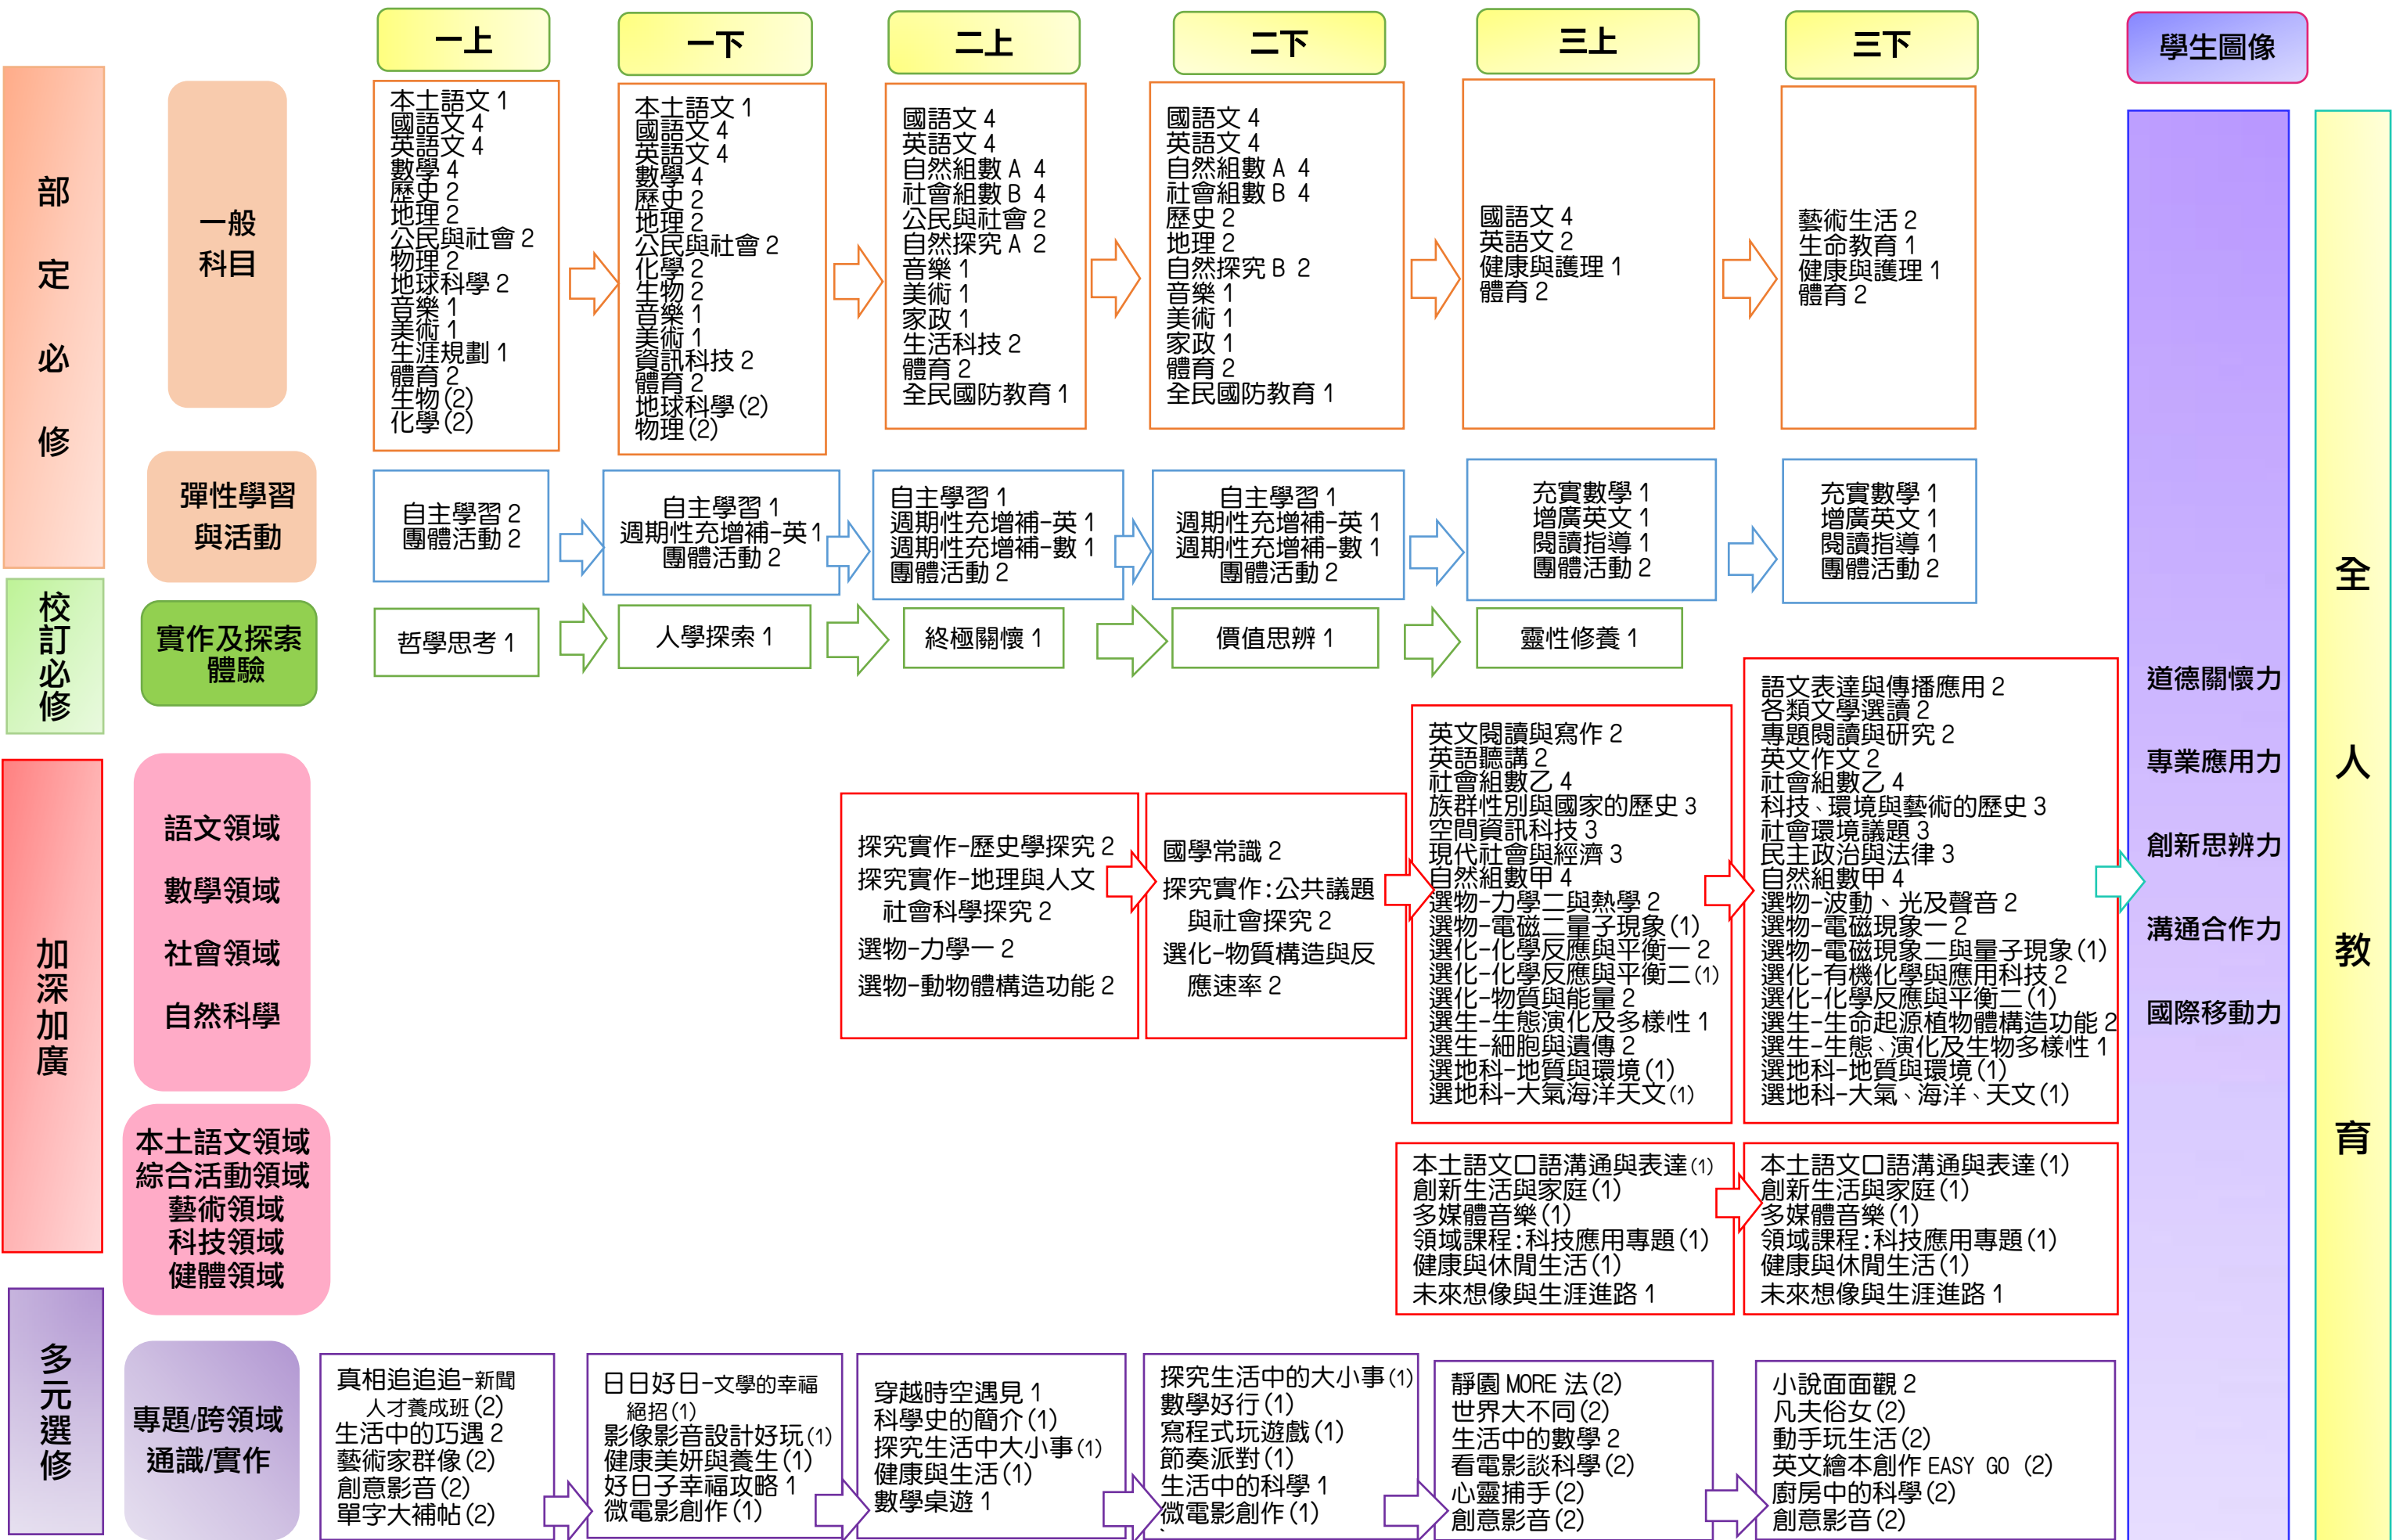 一上
一下
二上
二下
三上
三下
學生圖像
部定必修
一般
科目
本土語文 1
國語文 4
英語文 4
數學 4
歷史 2
地理 2
公民與社會 2
物理 2
地球科學 2
音樂 1
美術 1
生涯規劃 1
體育 2
生物(2)
化學(2)
本土語文 1
國語文 4
英語文 4
數學 4
歷史 2
地理 2
公民與社會 2
化學 2
生物 2
音樂 1
美術 1
資訊科技 2
體育 2
地球科學(2)
物理(2)
國語文 4
英語文 4
自然組數 A 4
社會組數 B 4
公民與社會 2
自然探究 A 2
音樂 1
美術 1
家政 1
生活科技 2
體育 2
全民國防教育 1
國語文 4
英語文 4
自然組數 A 4
社會組數 B 4
歷史 2
地理 2
自然探究 B 2
音樂 1
美術 1
家政 1
體育 2
全民國防教育 1
國語文 4
英語文 2
健康與護理 1
體育 2
藝術生活 2
生命教育 1
健康與護理 1
體育 2
彈性學習
與活動
自主學習 2
團體活動 2
自主學習 1
週期性充增補-英 1
團體活動 2
自主學習 1
週期性充增補-英 1
週期性充增補-數 1
團體活動 2
自主學習 1
週期性充增補-英 1
週期性充增補-數 1
團體活動 2
充實數學 1
增廣英文 1
閱讀指導 1
團體活動 2
充實數學 1
增廣英文 1
閱讀指導 1
團體活動 2
校訂必修
實作及探索
體驗
哲學思考 1
人學探索 1
終極關懷 1
價值思辨 1
靈性修養 1
加深加廣
語文領域
數學領域
社會領域
自然科學
探究實作-歷史學探究 2
探究實作-地理與人文
社會科學探究 2
選物-力學一 2
選物-動物體構造功能 2
國學常識 2
探究實作:公共議題
與社會探究 2
選化-物質構造與反
應速率 2
英文閱讀與寫作 2
英語聽講 2
社會組數乙 4
族群性別與國家的歷史 3
空間資訊科技 3
現代社會與經濟 3
自然組數甲 4
選物-力學二與熱學 2
選物-電磁二量子現象(1)
選化-化學反應與平衡一 2
選化-化學反應與平衡二(1)
選化-物質與能量 2
選生-生態演化及多樣性 1
選生-細胞與遺傳 2
選地科-地質與環境(1)
選地科-大氣海洋天文(1)
語文表達與傳播應用 2
各類文學選讀 2
專題閱讀與研究 2
英文作文 2
社會組數乙 4
科技、環境與藝術的歷史 3
社會環境議題 3
民主政治與法律 3
自然組數甲 4
選物-波動、光及聲音 2
選物-電磁現象一 2
選物-電磁現象二與量子現象(1)
選化-有機化學與應用科技 2
選化-化學反應與平衡二(1)
選生-生命起源植物體構造功能 2
選生-生態、演化及生物多樣性 1
選地科-地質與環境(1)
選地科-大氣、海洋、天文(1)
本土語文領域
綜合活動領域
藝術領域
科技領域
健體領域
本土語文口語溝通與表達(1)
創新生活與家庭(1)
多媒體音樂(1)
領域課程:科技應用專題(1)
健康與休閒生活(1)
未來想像與生涯進路 1
本土語文口語溝通與表達(1)
創新生活與家庭(1)
多媒體音樂(1)
領域課程:科技應用專題(1)
健康與休閒生活(1)
未來想像與生涯進路 1
多元選修
專題/跨領域
通識/實作
真相追追追-新聞
人才養成班(2)
生活中的巧遇 2
藝術家群像(2)
創意影音(2)
單字大補帖(2)
日日好日-文學的幸福
絕招(1)
影像影音設計好玩(1)
健康美妍與養生(1)
好日子幸福攻略 1
微電影創作(1)
穿越時空遇見 1
科學史的簡介(1)
探究生活中大小事(1)
健康與生活(1)
數學桌遊 1
探究生活中的大小事(1)
數學好行(1)
寫程式玩遊戲(1)
節奏派對(1)
生活中的科學 1
微電影創作(1)
、
靜園 MORE 法(2)
世界大不同(2)
生活中的數學 2
看電影談科學(2)
心靈捕手(2)
創意影音(2)
小說面面觀 2
凡夫俗女(2)
動手玩生活(2)
英文繪本創作 EASY GO (2)
廚房中的科學(2)
創意影音(2)
道德關懷力
專業應用力
創新思辨力
溝通合作力
國際移動力
全人教育